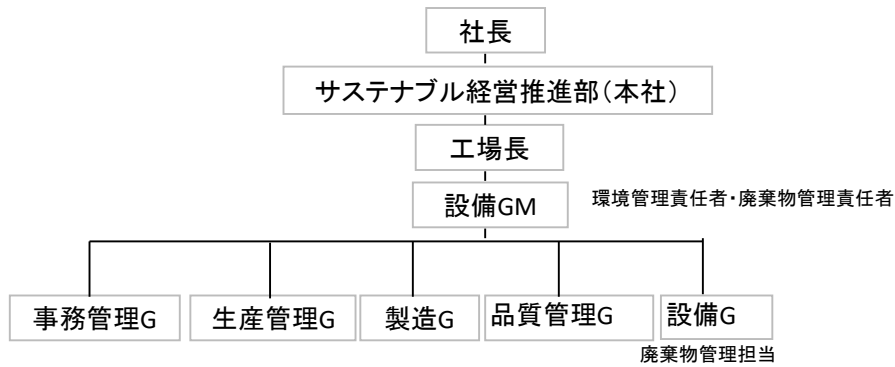 社長
サステナブル経営推進部(本社)
工場長
設備GM
環境管理責任者・廃棄物管理責任者
事務管理G
生産管理G
製造G
品質管理G
設備G
廃棄物管理担当